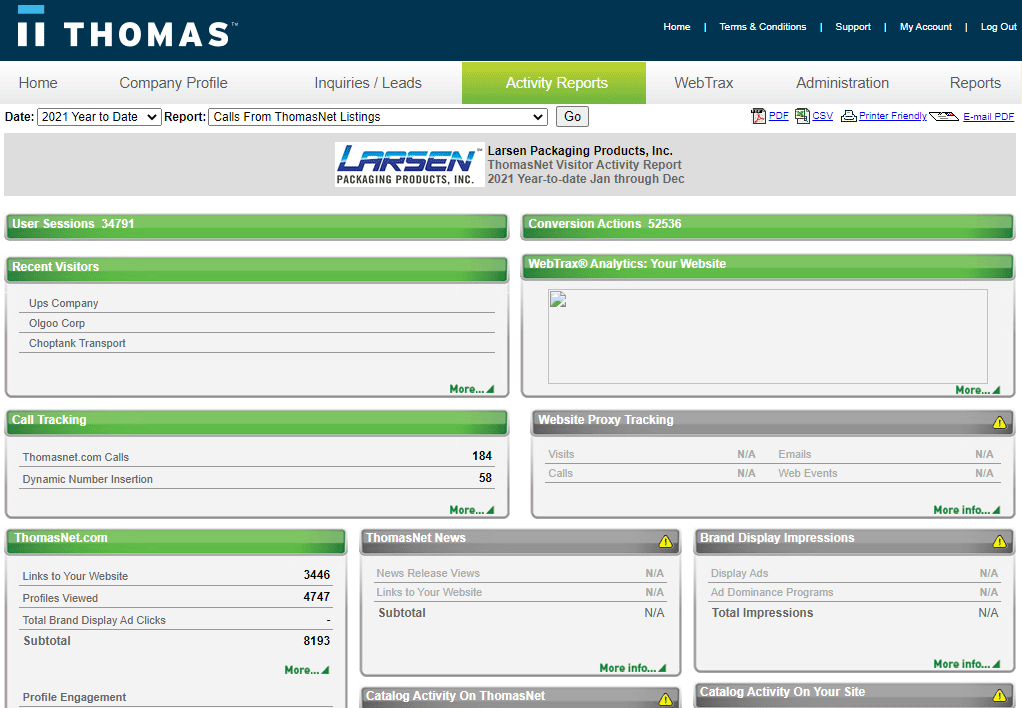 THOMAS™
Home | Terms & Conditions | Support | My Account | Log Out
Home Company Profile Inquiries / Leads Activity Reports WebTrax Administration Reports
Date: 2021 Year to Date Report: Calls From ThomasNet Listings Go PDF CSV Printer Friendly E-mail PDF
LARSEN™
PACKAGING PRODUCTS, INC.
Larsen Packaging Products, Inc.
ThomasNet Visitor Activity Report
2021 Year-to-date Jan through Dec
User Sessions 34791
Conversion Actions 52536
Recent Visitors
Ups Company
Olgoo Corp
Choptank Transport
More...
WebTrax® Analytics: Your Website
More...
Call Tracking
Thomasnet.com Calls 184
Dynamic Number Insertion 58
More...
Website Proxy Tracking
Visits N/A Emails N/A
Calls N/A Web Events N/A
More info...
ThomasNet.com
Links to Your Website 3446
Profiles Viewed 4747
Total Brand Display Ad Clicks -
Subtotal 8193
More...
Profile Engagement
ThomasNet News
News Release Views N/A
Links to Your Website N/A
Subtotal N/A
More info...
Brand Display Impressions
Display Ads N/A
Ad Dominance Programs N/A
Total Impressions N/A
More info...
Catalog Activity On ThomasNet
Catalog Activity On Your Site